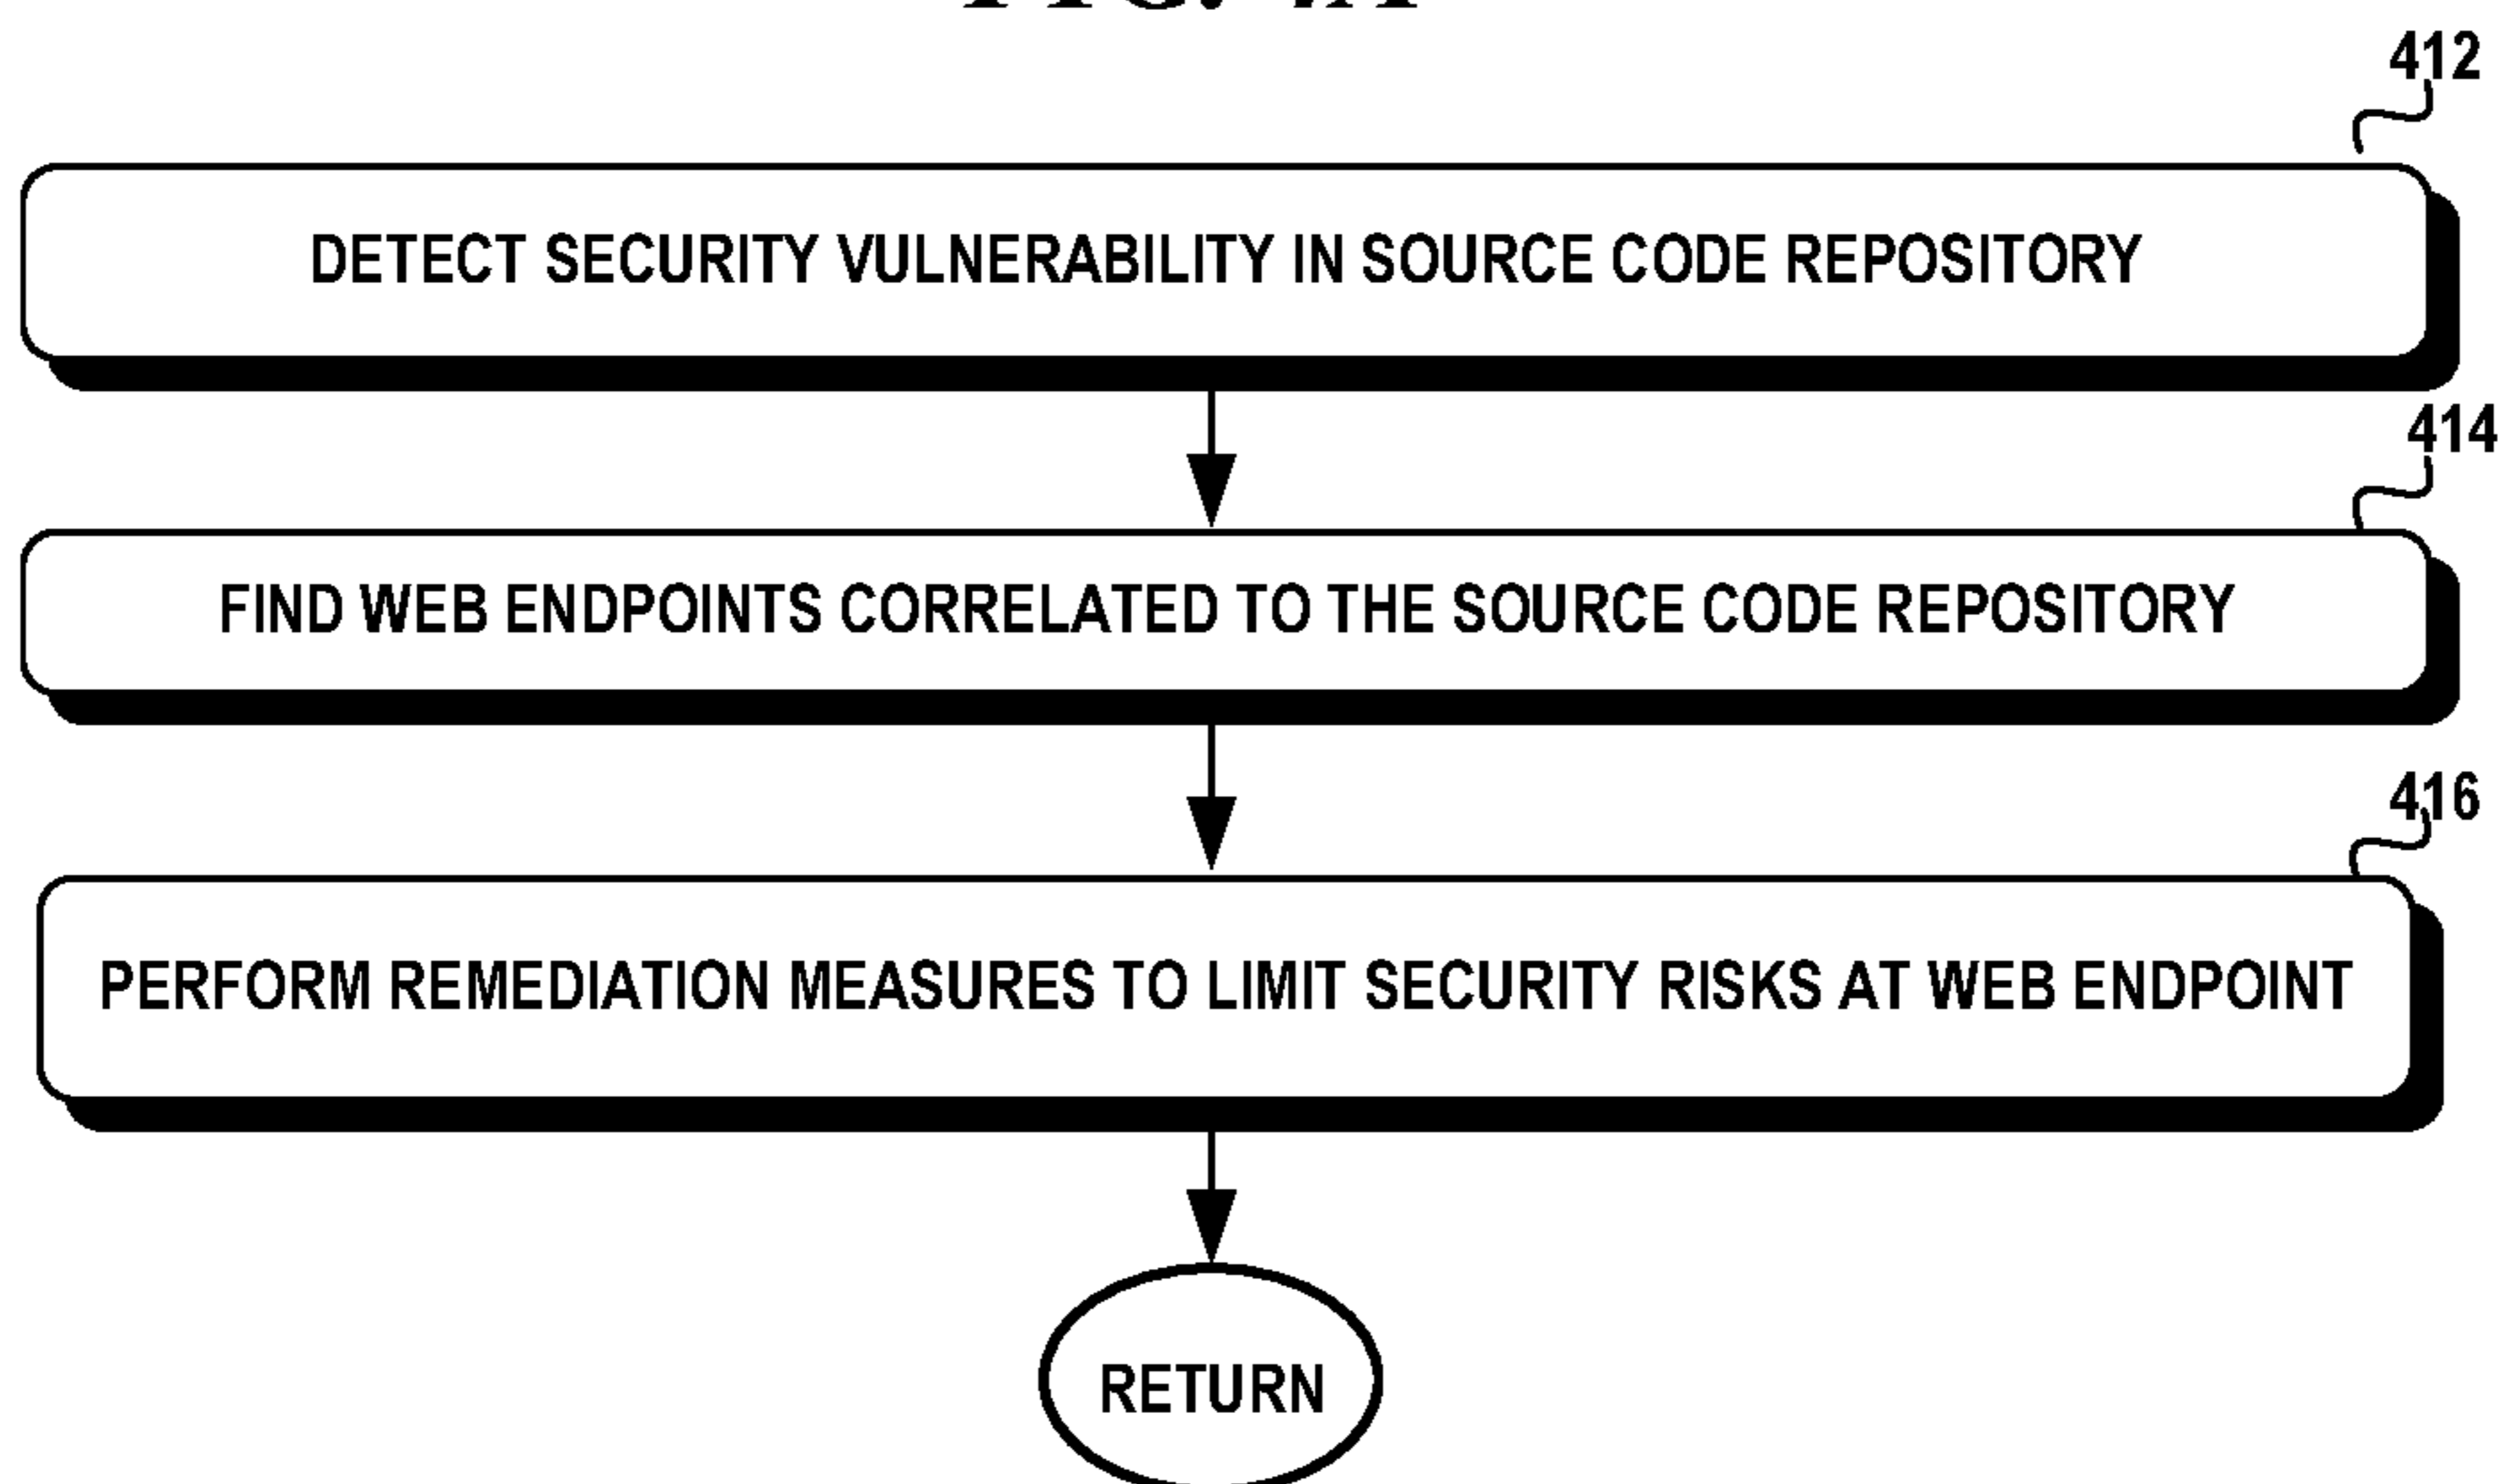 412
DETECT SECURITY VULNERABILITY IN SOURCE CODE REPOSITORY
414
FIND WEB ENDPOINTS CORRELATED TO THE SOURCE CODE REPOSITORY
416
PERFORM REMEDIATION MEASURES TO LIMIT SECURITY RISKS AT WEB ENDPOINT
RETURN